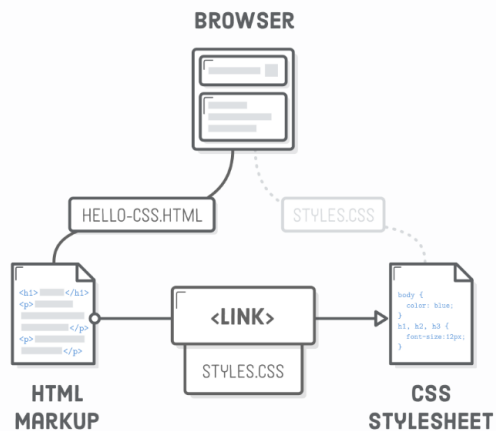 BROWSER
HELLO-CSS.HTML
STYLES.CSS
<h1> </h1>
<p>
</p>
<p>
</p>
<LINK>
STYLES.CSS
body {
color: blue;
}
h1, h2, h3 {
font-size:12px;
}
HTML
MARKUP
CSS
STYLESHEET